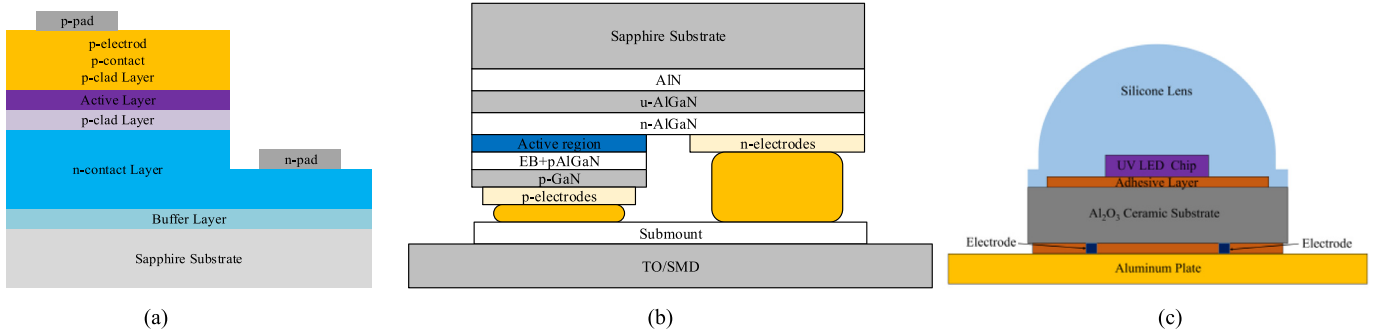 p-pad
p-electrod
p-contact
p-clad Layer
Active Layer
p-clad Layer
n-contact Layer
n-pad
Buffer Layer
Sapphire Substrate
(a)
Sapphire Substrate
AlN
u-AlGaN
n-AlGaN
Active region
n-electrodes
EB+pAlGaN
p-GaN
p-electrodes
Submount
TO/SMD
(b)
Silicone Lens
UV LED Chip
Adhesive Layer
Al₂O₃ Ceramic Substrate
Electrode
Electrode
Aluminum Plate
(c)